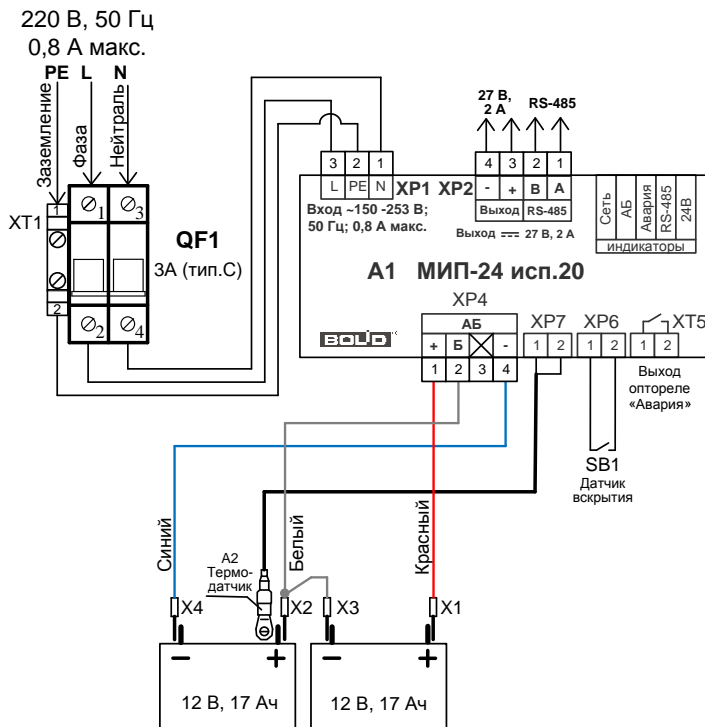 220 В, 50 Гц
0,8 А макс.
PE L N
Заземление
Фаза
Нейтраль
XT1
1
2
1
3
2
4
QF1
3А (тип.С)
27 В,
2 А
RS-485
3 2 1
L PE N
XP1
Вход ~150 -253 В;
50 Гц; 0,8 А макс.
XP2
4 3 2 1
- + В А
Выход RS-485
Выход 27 В, 2 А
Сеть
АБ
Авария
RS-485
24В
индикаторы
А1 МИП-24 исп.20
BOLID
XP4
АБ
+ Б -
1 2 3 4
XP7
1 2
XP6
1 2
XT5
1 2
Выход
оптореле
«Авария»
SB1
Датчик
вскрытия
Синий
А2
Термо-
датчик
Белый
Красный
X4 X2 X3 X1
− + − +
12 В, 17 Ач 12 В, 17 Ач